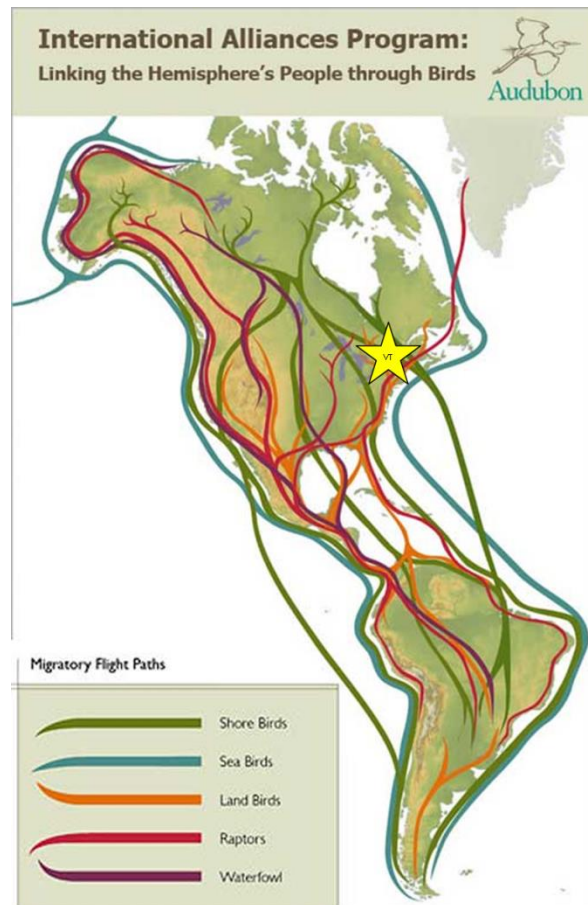 International Alliances Program:
Linking the Hemisphere's People through Birds
Audubon
VT
Migratory Flight Paths
Shore Birds
Sea Birds
Land Birds
Raptors
Waterfowl